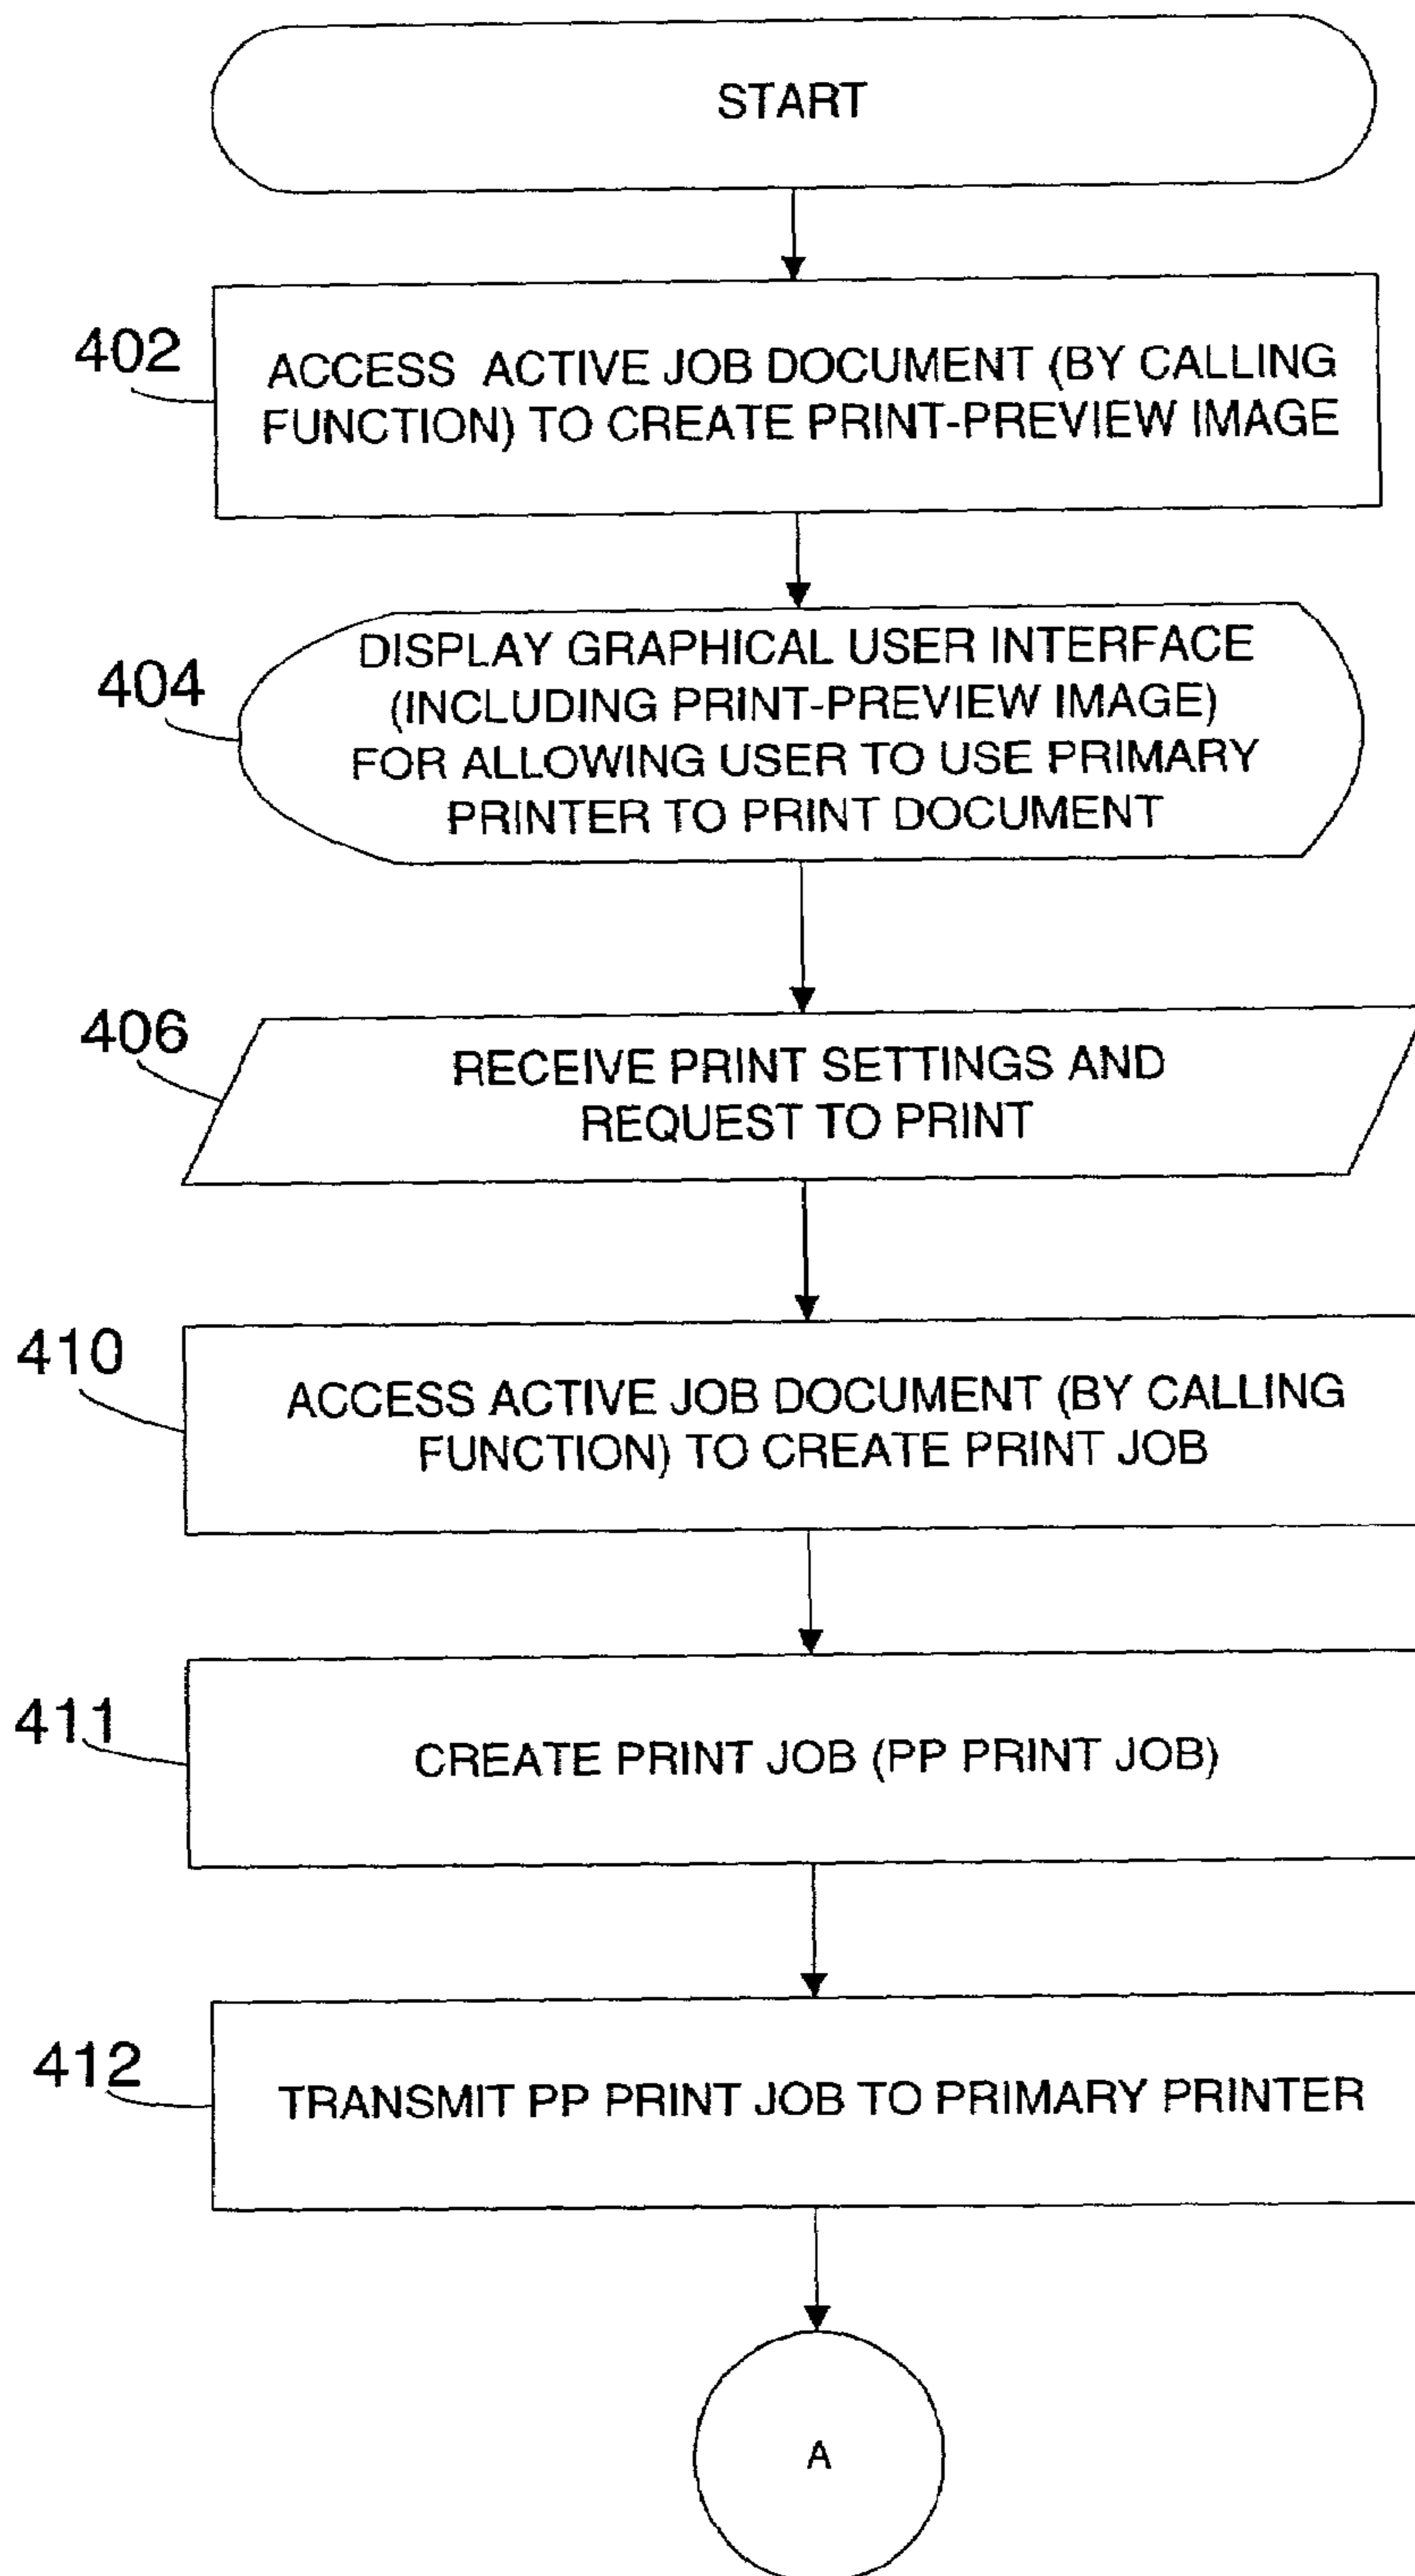 START
402
ACCESS ACTIVE JOB DOCUMENT (BY CALLING
FUNCTION) TO CREATE PRINT-PREVIEW IMAGE
404
DISPLAY GRAPHICAL USER INTERFACE
(INCLUDING PRINT-PREVIEW IMAGE)
FOR ALLOWING USER TO USE PRIMARY
PRINTER TO PRINT DOCUMENT
406
RECEIVE PRINT SETTINGS AND
REQUEST TO PRINT
410
ACCESS ACTIVE JOB DOCUMENT (BY CALLING
FUNCTION) TO CREATE PRINT JOB
411
CREATE PRINT JOB (PP PRINT JOB)
412
TRANSMIT PP PRINT JOB TO PRIMARY PRINTER
A